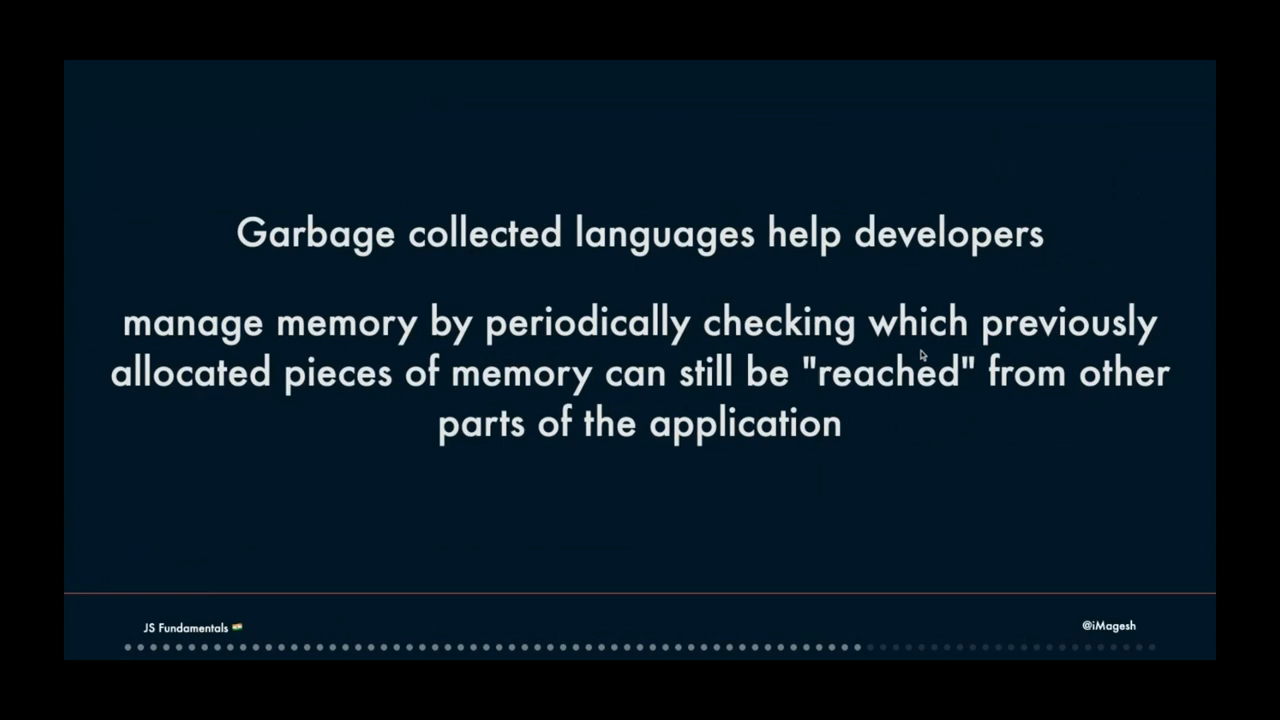 Garbage collected languages help developers
manage memory by periodically checking which previously
allocated pieces of memory can still be "reached" from other
parts of the application
JS Fundamentals 🇮🇳
@iMagesh